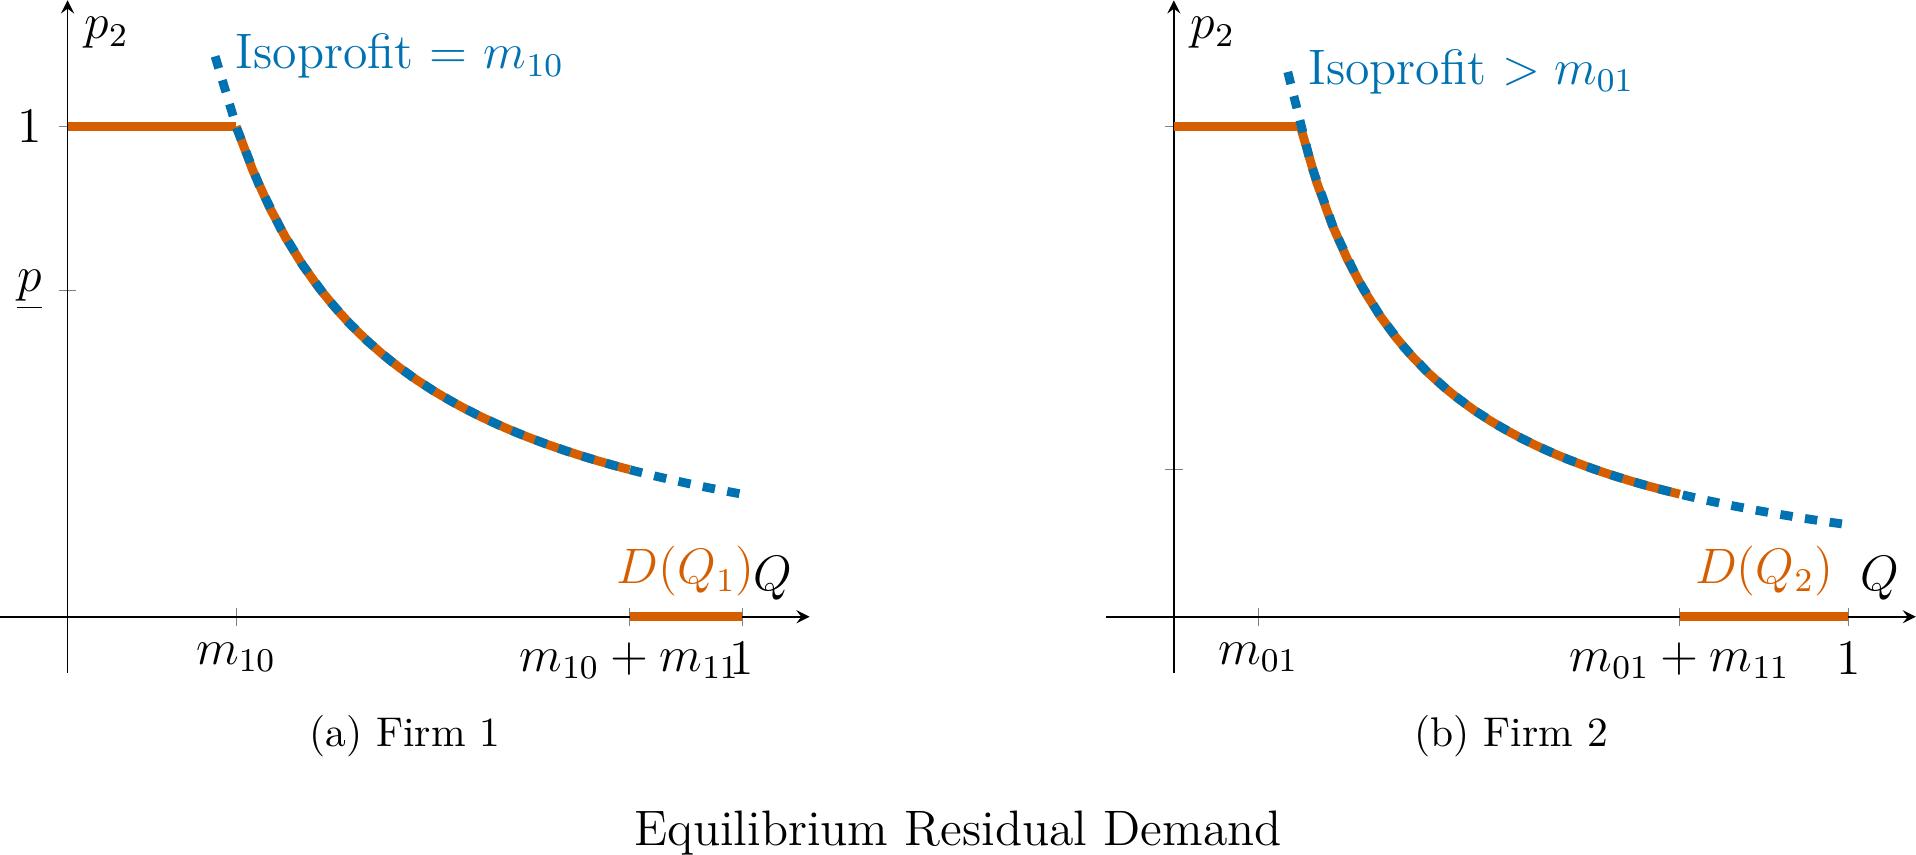 p₂
Isoprofit = m₁₀
1
p
D(Q₁)
Q
m₁₀
m₁₀ + m₁₁
1
(a) Firm 1
p₂
Isoprofit > m₀₁
D(Q₂)
Q
m₀₁
m₀₁ + m₁₁
1
(b) Firm 2
Equilibrium Residual Demand